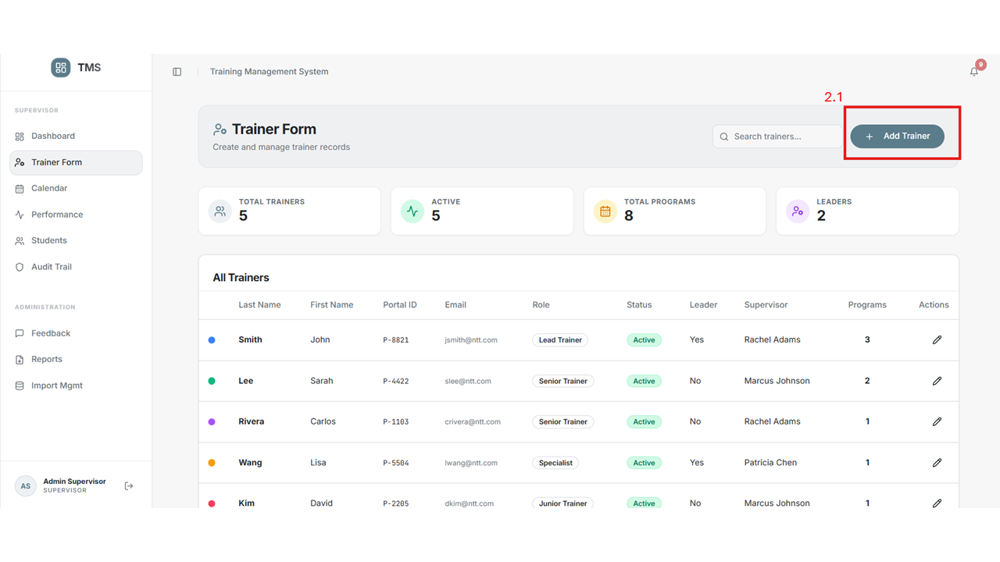 TMS
Training Management System
9
2.1
SUPERVISOR
Dashboard
Trainer Form
Calendar
Performance
Students
Audit Trail
ADMINISTRATION
Feedback
Reports
Import Mgmt
AS
Admin Supervisor
SUPERVISOR
Trainer Form
Create and manage trainer records
Search trainers...
+ Add Trainer
TOTAL TRAINERS
5
ACTIVE
5
TOTAL PROGRAMS
8
LEADERS
2
All Trainers
Last Name First Name Portal ID Email Role Status Leader Supervisor Programs Actions
Smith John P-8821 jsmith@ntt.com Lead Trainer Active Yes Rachel Adams 3
Lee Sarah P-4422 slee@ntt.com Senior Trainer Active No Marcus Johnson 2
Rivera Carlos P-1103 crivera@ntt.com Senior Trainer Active No Rachel Adams 1
Wang Lisa P-5504 lwang@ntt.com Specialist Active Yes Patricia Chen 1
Kim David P-2205 dkim@ntt.com Junior Trainer Active No Marcus Johnson 1